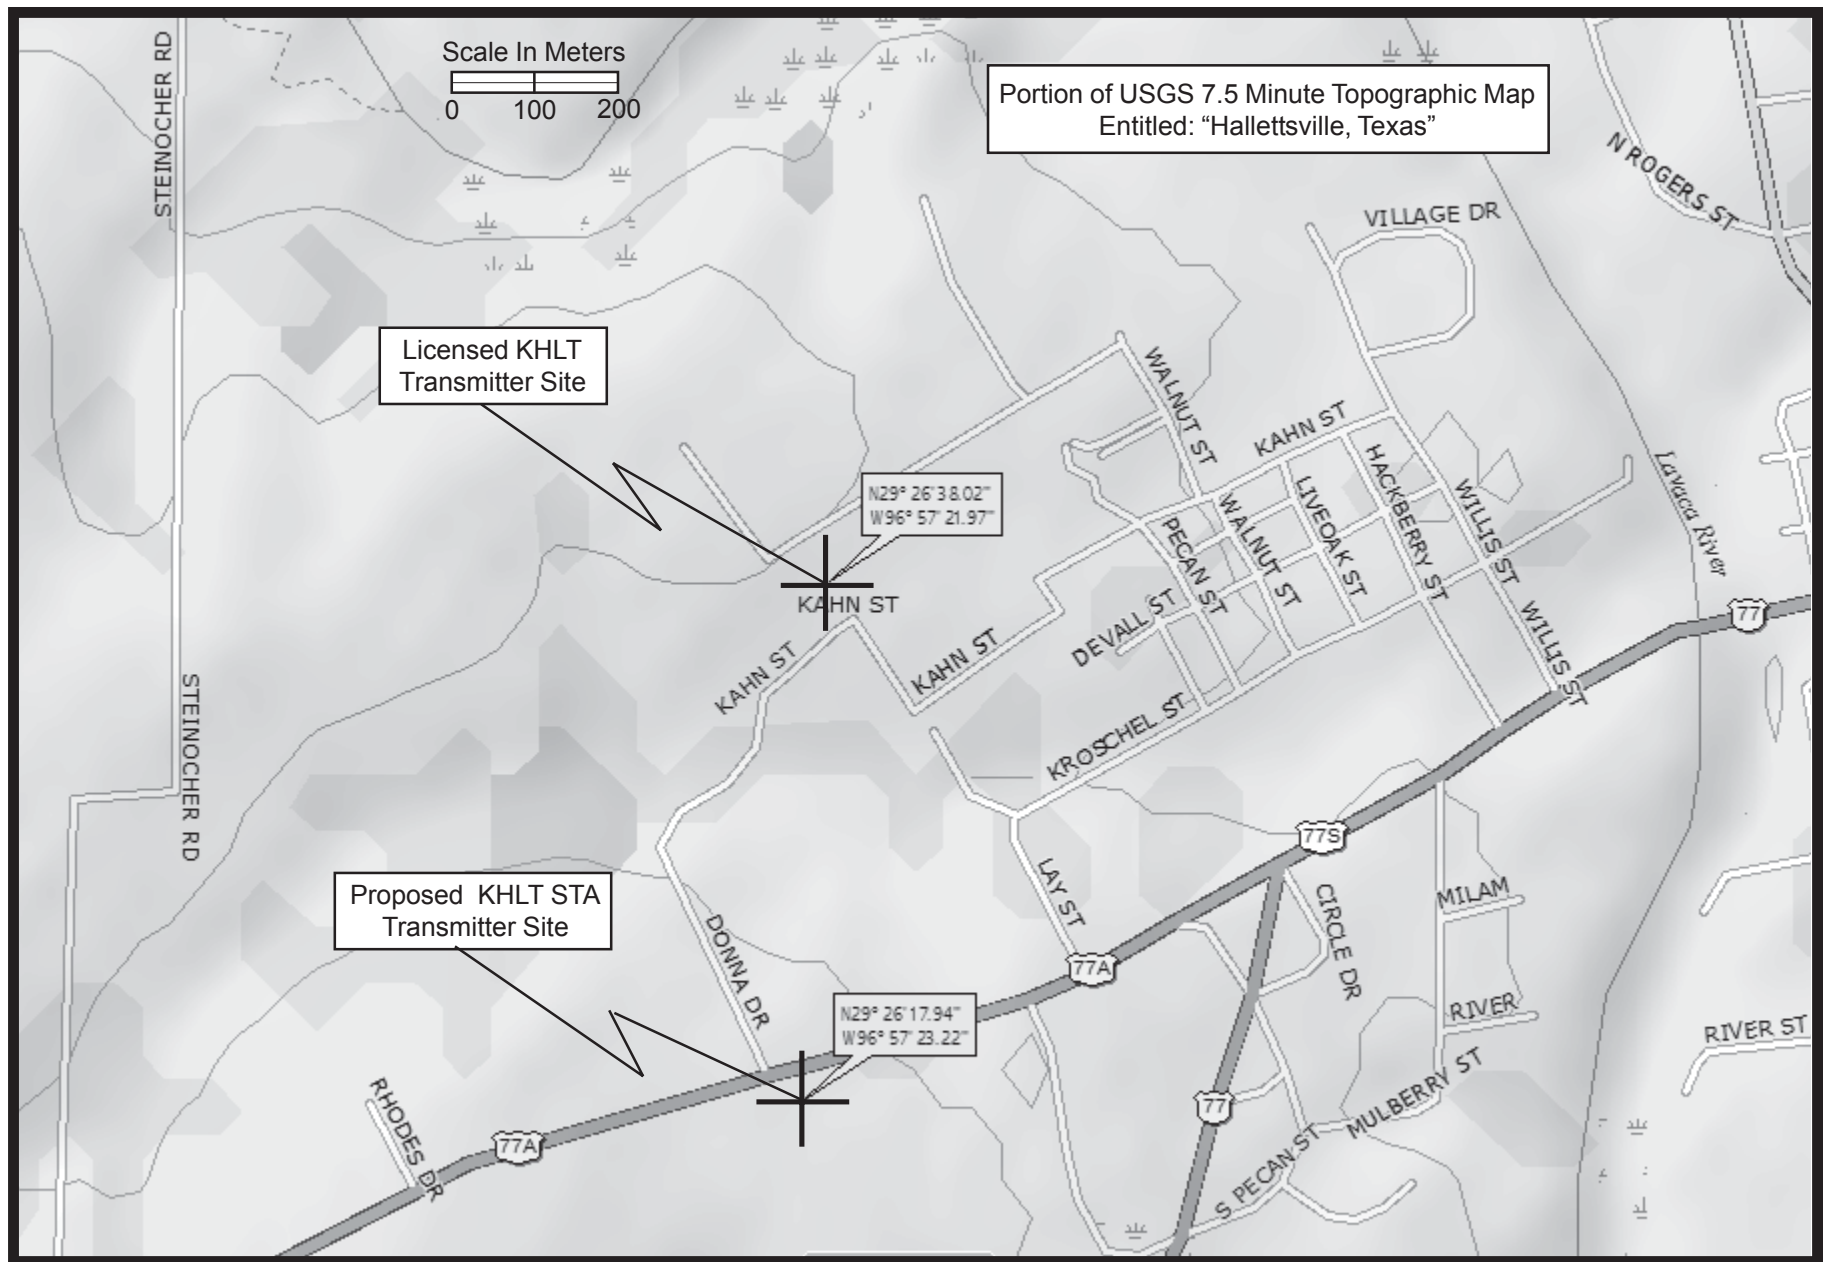 Scale In Meters
0 100 200
Portion of USGS 7.5 Minute Topographic Map
Entitled: “Hallettsville, Texas”
STEINOCHER RD
N ROGERS ST
VILLAGE DR
Licensed KHLT
Transmitter Site
WALNUT ST
KAHN ST
HACKBERRY ST
LIVEOAK ST
WILLIS ST
Lavaca River
N29° 26' 38.02"
W96° 57' 21.97"
PECAN ST
WALNUT ST
KAHN ST
DEVALL ST
WILLIS ST
77
KAHN ST
KAHN ST
STEINOCHER RD
KROSCHEL ST
77S
Proposed KHLT STA
Transmitter Site
LAY ST
CIRCLE DR
MILAM
DONNA DR
77A
N29° 26' 17.94"
W96° 57' 23.22"
RIVER
RIVER ST
RHODES DR
77A
77
MULBERRY ST
S PECAN ST